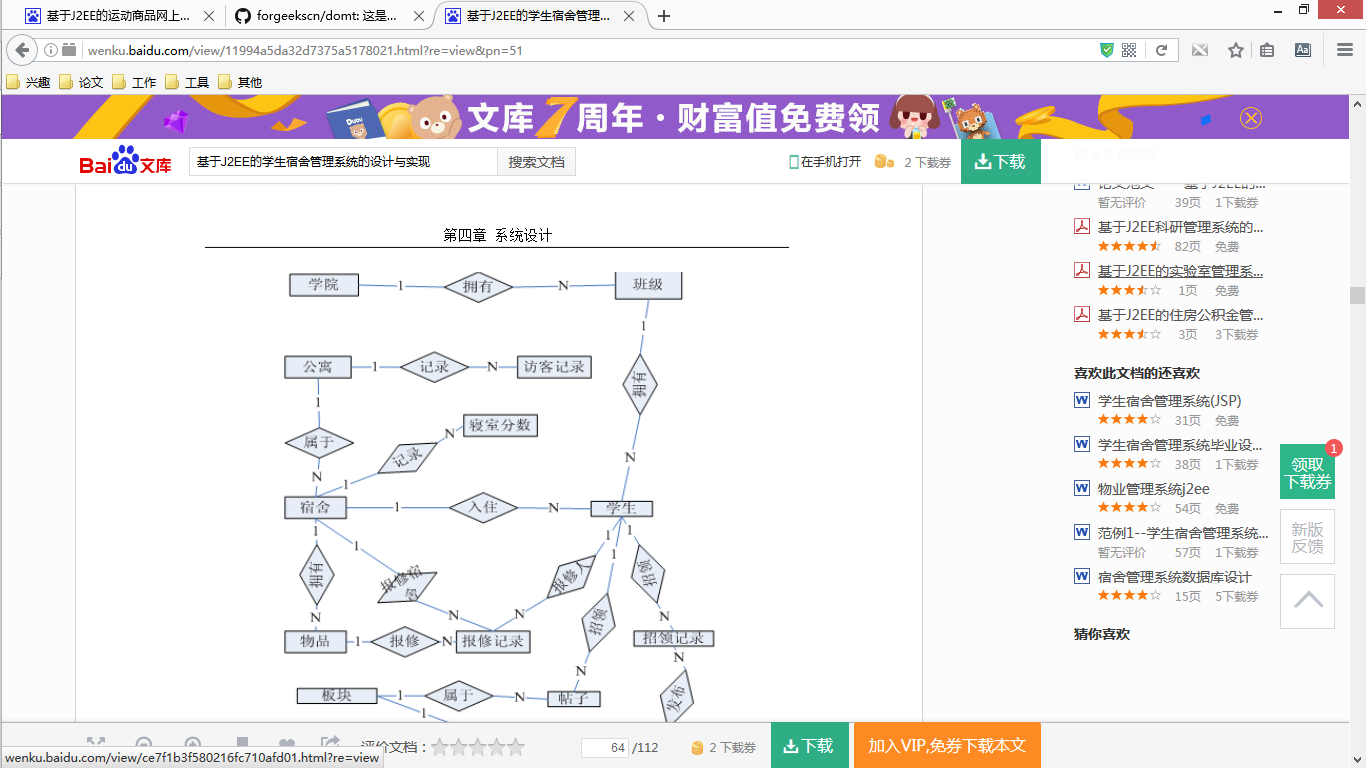 基于J2EE的运动商品网上...
forgeekscn/domt: 这是...
基于J2EE的学生宿舍管理...
wenku.baidu.com/view/11994a5da32d7375a5178021.html?re=view&pn=51
兴趣 论文 工作 工具 其他
文库7周年·财富值免费领
Bai du 文库
基于J2EE的学生宿舍管理系统的设计与实现
搜索文档
在手机打开
2 下载券
下载
暂无评价 39页 1下载券
基于J2EE科研管理系统的...
82页 免费
基于J2EE的实验室管理系...
1页 免费
基于J2EE的住房公积金管...
3页 3下载券
喜欢此文档的还喜欢
学生宿舍管理系统(JSP)
31页 免费
学生宿舍管理系统毕业设...
38页 1下载券
物业管理系统j2ee
54页 免费
范例1--学生宿舍管理系统...
暂无评价 57页 1下载券
宿舍管理系统数据库设计
15页 5下载券
猜你喜欢
1
领取
下载券
新版
反馈
第四章 系统设计
学院 1 拥有 N 班级
1
公寓 1 记录 N 访客记录
拥有
1
寝室分数
N
属于
记录
N
N
1
宿舍 1 入住 N 学生
1
1
1
1
1
拥有
报修宿舍
报修人
招领
招领
N
N
N
N
物品 1 报修 N 报修记录
招领记录
N
N
板块 1 属于 N 帖子
发布
1
评价文档：
64 /112
2 下载券
下载
加入VIP,免券下载本文
wenku.baidu.com/view/ce7f1b3f580216fc710afd01.html?re=view